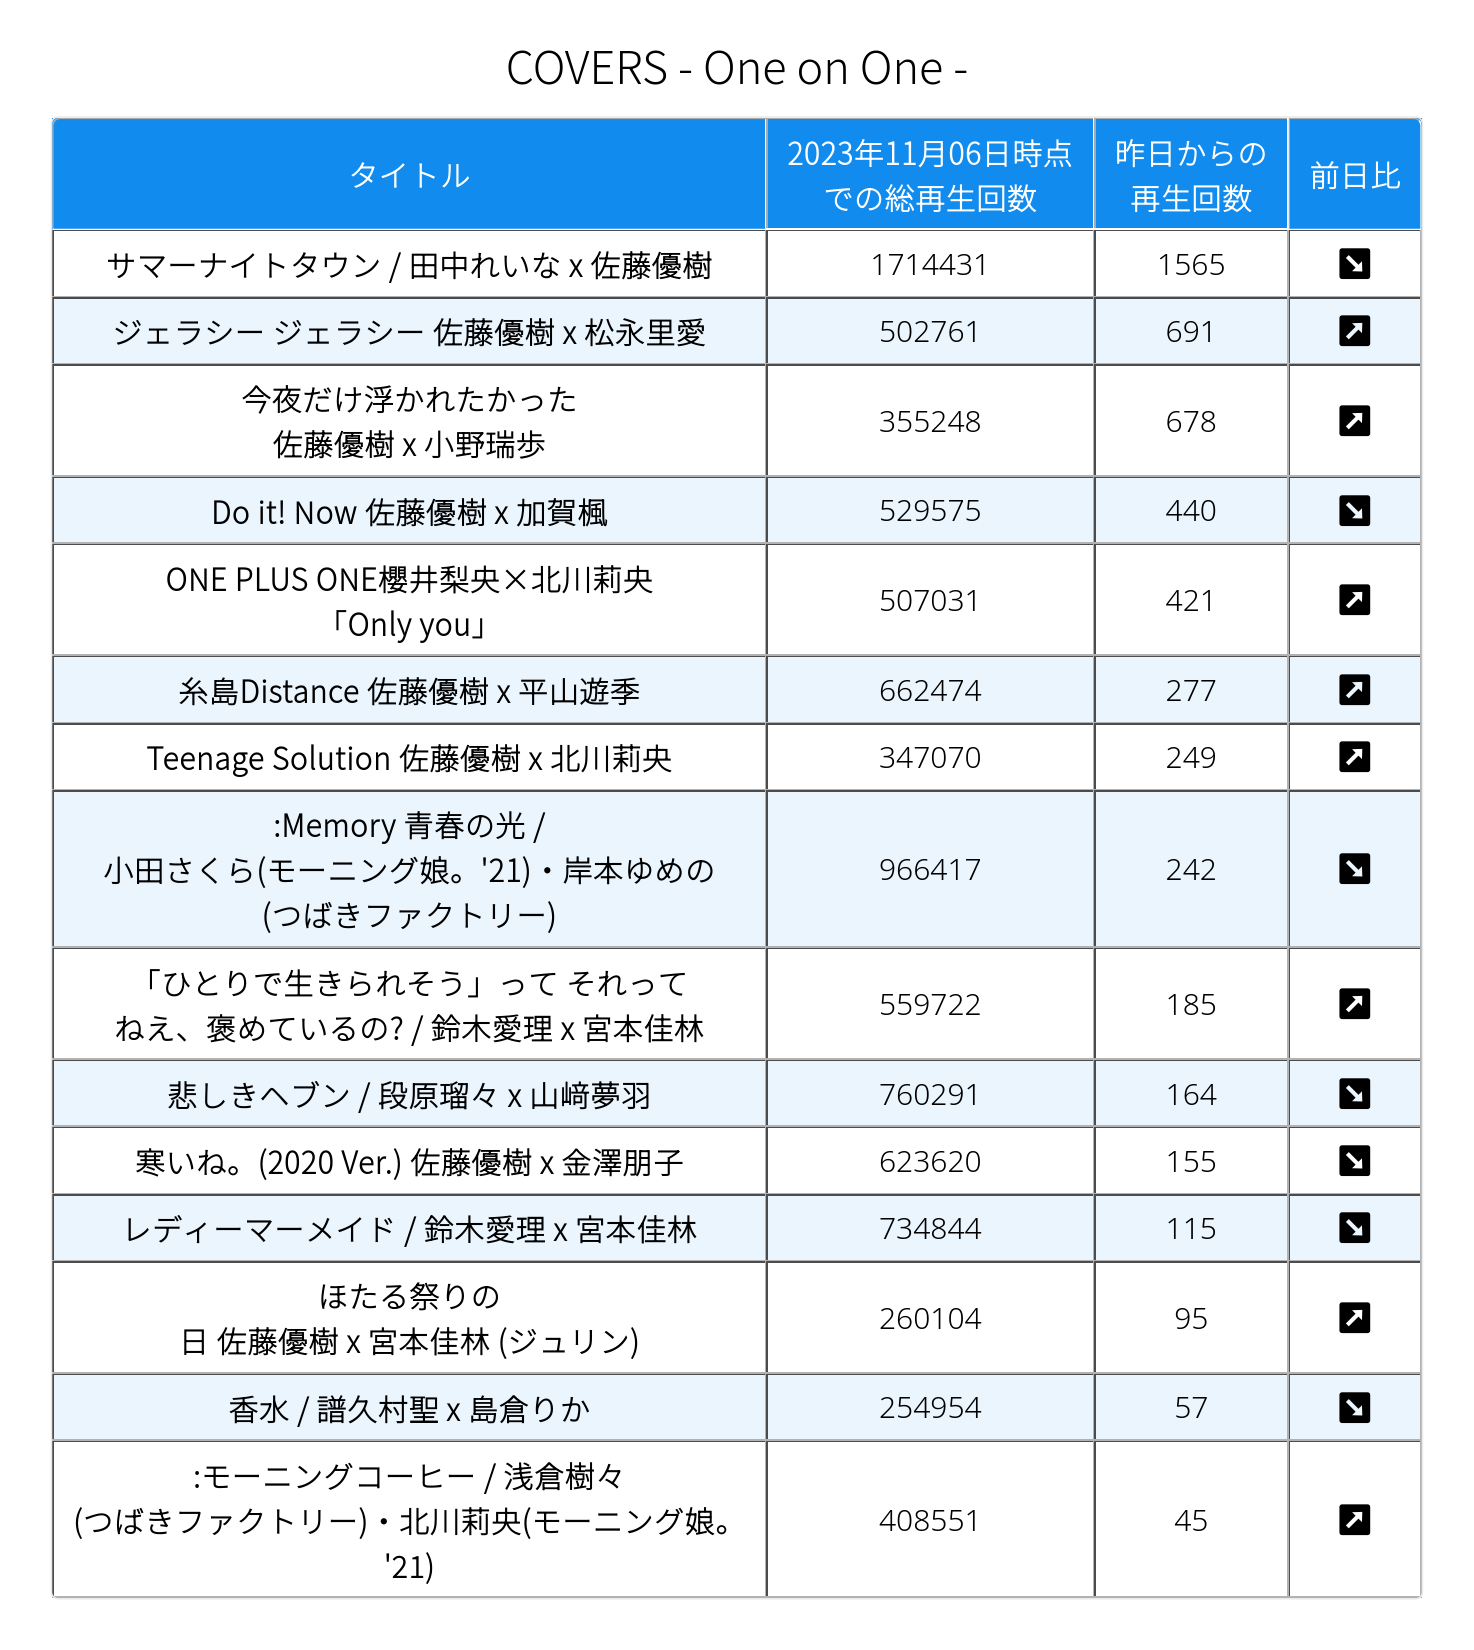 COVERS - One on One -
タイトル
2023年11月06日時点
での総再生回数
昨日からの
再生回数
前日比
サマーナイトタウン / 田中れいな x 佐藤優樹
1714431
1565
ジェラシー ジェラシー 佐藤優樹 x 松永里愛
502761
691
今夜だけ浮かれたかった
佐藤優樹 x 小野瑞歩
355248
678
Do it! Now 佐藤優樹 x 加賀楓
529575
440
ONE PLUS ONE櫻井梨央×北川莉央
「Only you」
507031
421
糸島Distance 佐藤優樹 x 平山遊季
662474
277
Teenage Solution 佐藤優樹 x 北川莉央
347070
249
:Memory 青春の光 /
小田さくら(モーニング娘。'21)・岸本ゆめの
(つばきファクトリー)
966417
242
「ひとりで生きられそう」って それって
ねえ、褒めているの? / 鈴木愛理 x 宮本佳林
559722
185
悲しきヘブン / 段原瑠々 x 山﨑夢羽
760291
164
寒いね。(2020 Ver.) 佐藤優樹 x 金澤朋子
623620
155
レディーマーメイド / 鈴木愛理 x 宮本佳林
734844
115
ほたる祭りの
日 佐藤優樹 x 宮本佳林 (ジュリン)
260104
95
香水 / 譜久村聖 x 島倉りか
254954
57
:モーニングコーヒー / 浅倉樹々
(つばきファクトリー)・北川莉央(モーニング娘。
'21)
408551
45